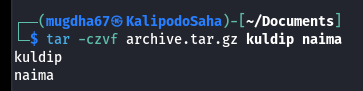 ┌──(mugdha67㉿KalipodoSaha)-[~/Documents]
└─$ tar -czvf archive.tar.gz kuldip naima
kuldip
naima